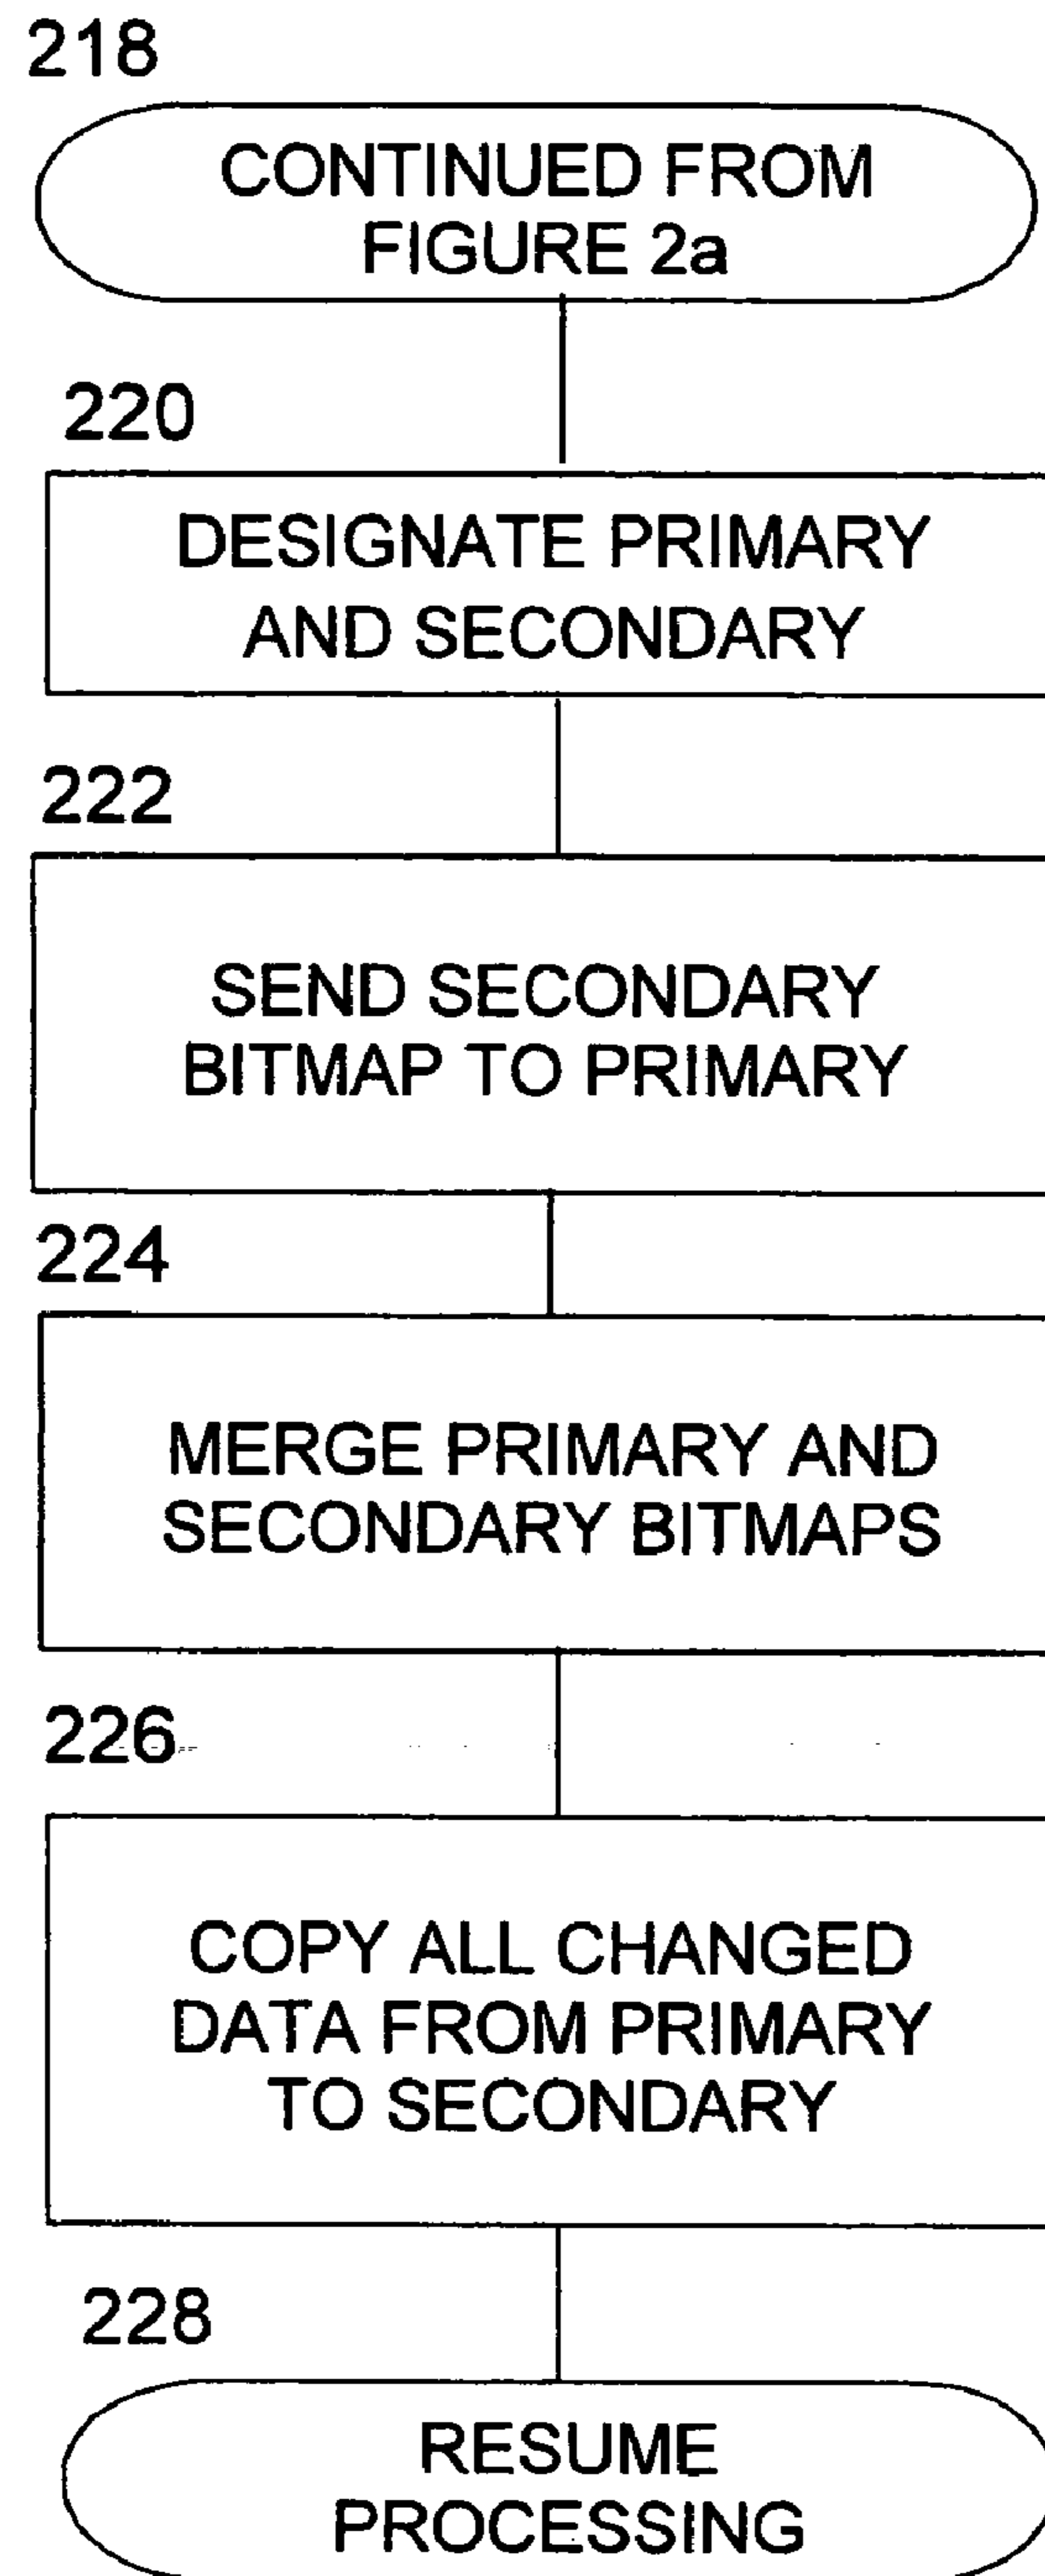 218
CONTINUED FROM
FIGURE 2a
220
DESIGNATE PRIMARY
AND SECONDARY
222
SEND SECONDARY
BITMAP TO PRIMARY
224
MERGE PRIMARY AND
SECONDARY BITMAPS
226
COPY ALL CHANGED
DATA FROM PRIMARY
TO SECONDARY
228
RESUME
PROCESSING